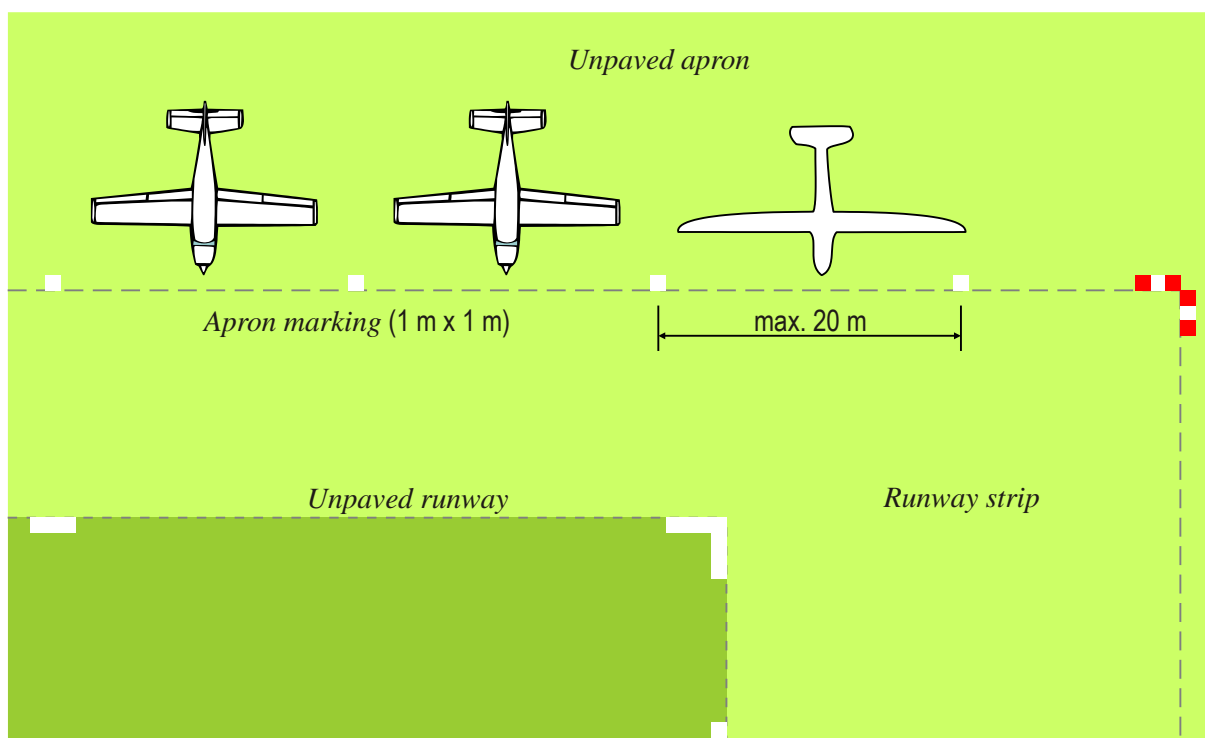 Unpaved apron
Apron marking (1 m x 1 m)
max. 20 m
Unpaved runway
Runway strip